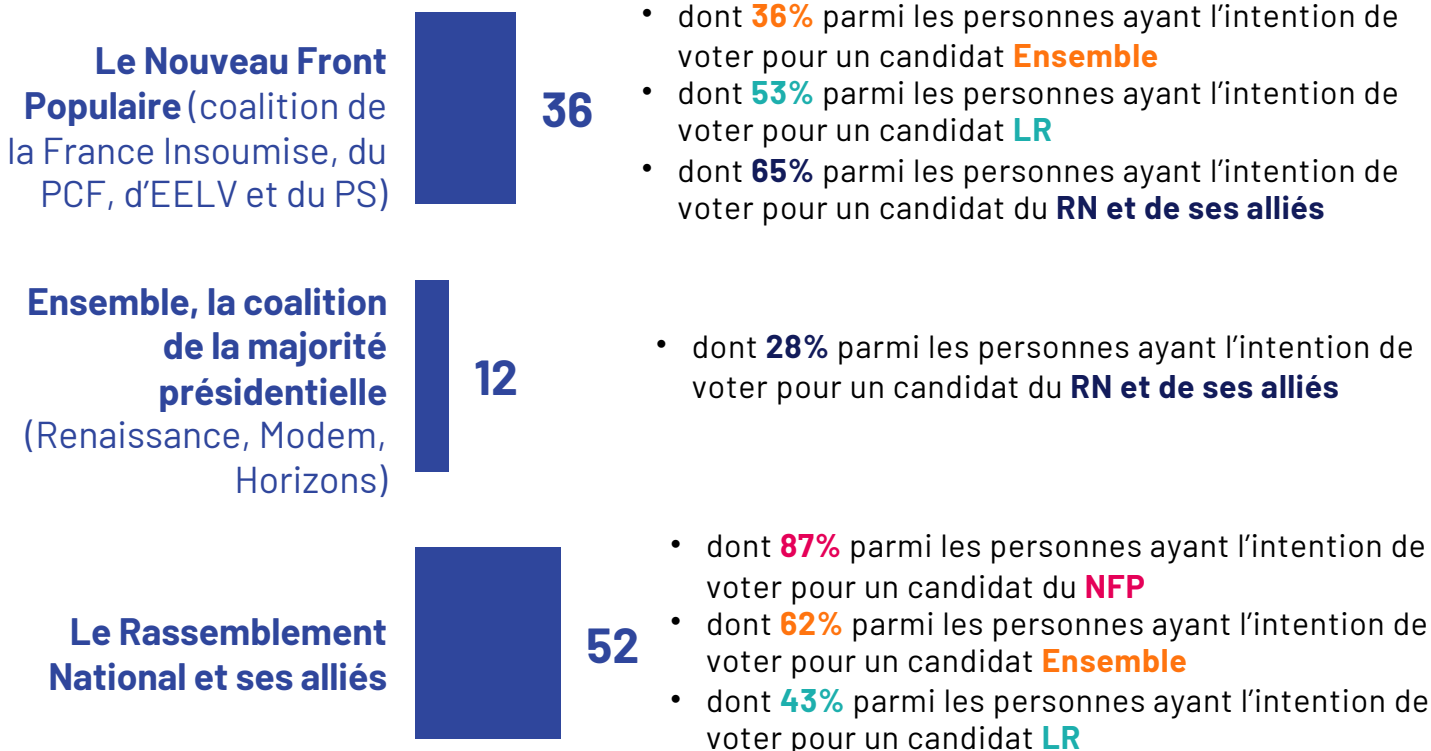 Le Nouveau Front
Populaire (coalition de
la France Insoumise, du
PCF, d’EELV et du PS)
36
• dont 36% parmi les personnes ayant l’intention de
voter pour un candidat Ensemble
• dont 53% parmi les personnes ayant l’intention de
voter pour un candidat LR
• dont 65% parmi les personnes ayant l’intention de
voter pour un candidat du RN et de ses alliés
Ensemble, la coalition
de la majorité
présidentielle
(Renaissance, Modem,
Horizons)
12
• dont 28% parmi les personnes ayant l’intention de
voter pour un candidat du RN et de ses alliés
Le Rassemblement
National et ses alliés
52
• dont 87% parmi les personnes ayant l’intention de
voter pour un candidat du NFP
• dont 62% parmi les personnes ayant l’intention de
voter pour un candidat Ensemble
• dont 43% parmi les personnes ayant l’intention de
voter pour un candidat LR